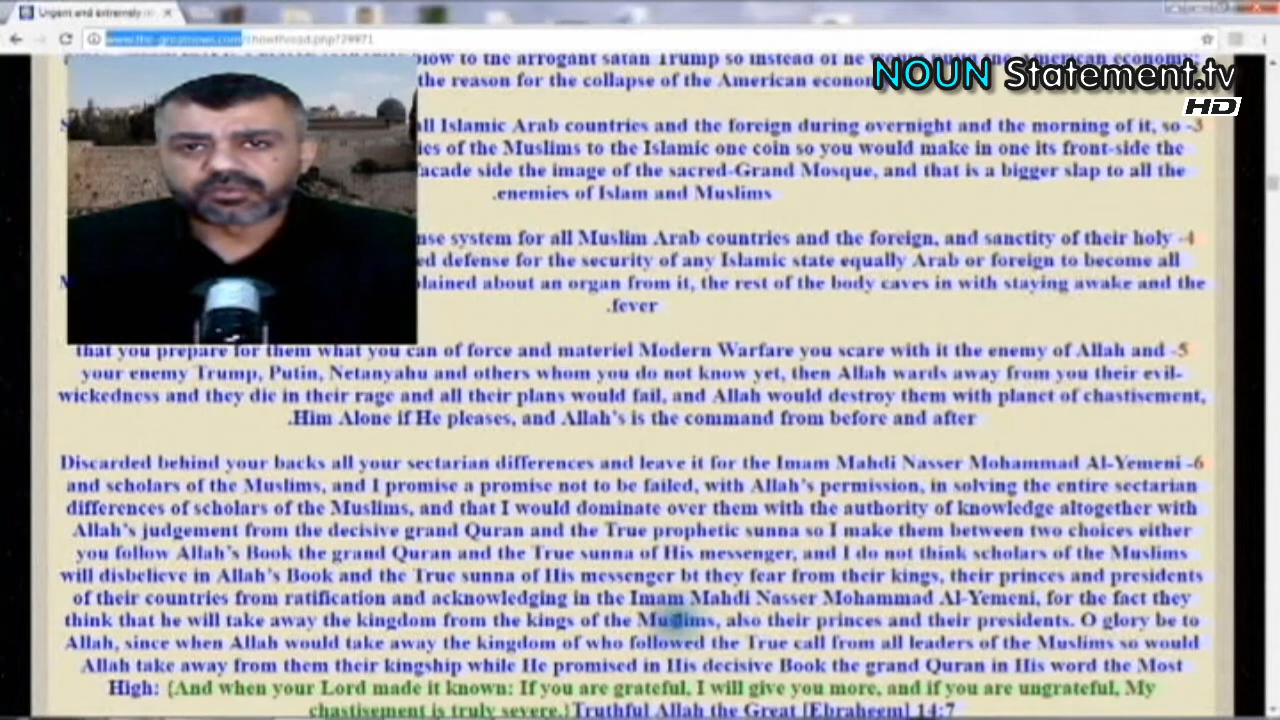 Urgent and extremely
www.the-greatnews.com/showthread.php?29971
NOUN Statement.tv
HD
blow to the arrogant satan Trump so instead of he
the reason for the collapse of the American econo
all Islamic Arab countries and the foreign during overnight and the morning of it, so -3
ies of the Muslims to the Islamic one coin so you would make in one its front-side the
facade side the image of the sacred-Grand Mosque, and that is a bigger slap to all the
.enemies of Islam and Muslims
nse system for all Muslim Arab countries and the foreign, and sanctity of their holy -4
ed defense for the security of any Islamic state equally Arab or foreign to become all
plained about an organ from it, the rest of the body caves in with staying awake and the
.fever
that you prepare for them what you can of force and materiel Modern Warfare you scare with it the enemy of Allah and -5
your enemy Trump, Putin, Netanyahu and others whom you do not know yet, then Allah wards away from you their evil-
wickedness and they die in their rage and all their plans would fail, and Allah would destroy them with planet of chastisement,
.Him Alone if He pleases, and Allah's is the command from before and after
Discarded behind your backs all your sectarian differences and leave it for the Imam Mahdi Nasser Mohammad Al-Yemeni -6
and scholars of the Muslims, and I promise a promise not to be failed, with Allah's permission, in solving the entire sectarian
differences of scholars of the Muslims, and that I would dominate over them with the authority of knowledge altogether with
Allah's judgement from the decisive grand Quran and the True prophetic sunna so I make them between two choices either
you follow Allah's Book the grand Quran and the True sunna of His messenger, and I do not think scholars of the Muslims
will disbelieve in Allah's Book and the True sunna of His messenger bt they fear from their kings, their princes and presidents
of their countries from ratification and acknowledging in the Imam Mahdi Nasser Mohammad Al-Yemeni, for the fact they
think that he will take away the kingdom from the kings of the Muslims, also their princes and their presidents. O glory be to
Allah, since when Allah would take away the kingdom of who followed the True call from all leaders of the Muslims so would
Allah take away from them their kingship while He promised in His decisive Book the grand Quran in His word the Most
High: {And when your Lord made it known: If you are grateful, I will give you more, and if you are ungrateful, My
chastisement is truly severe.}Truthful Allah the Great [Ebraheem] 14:7